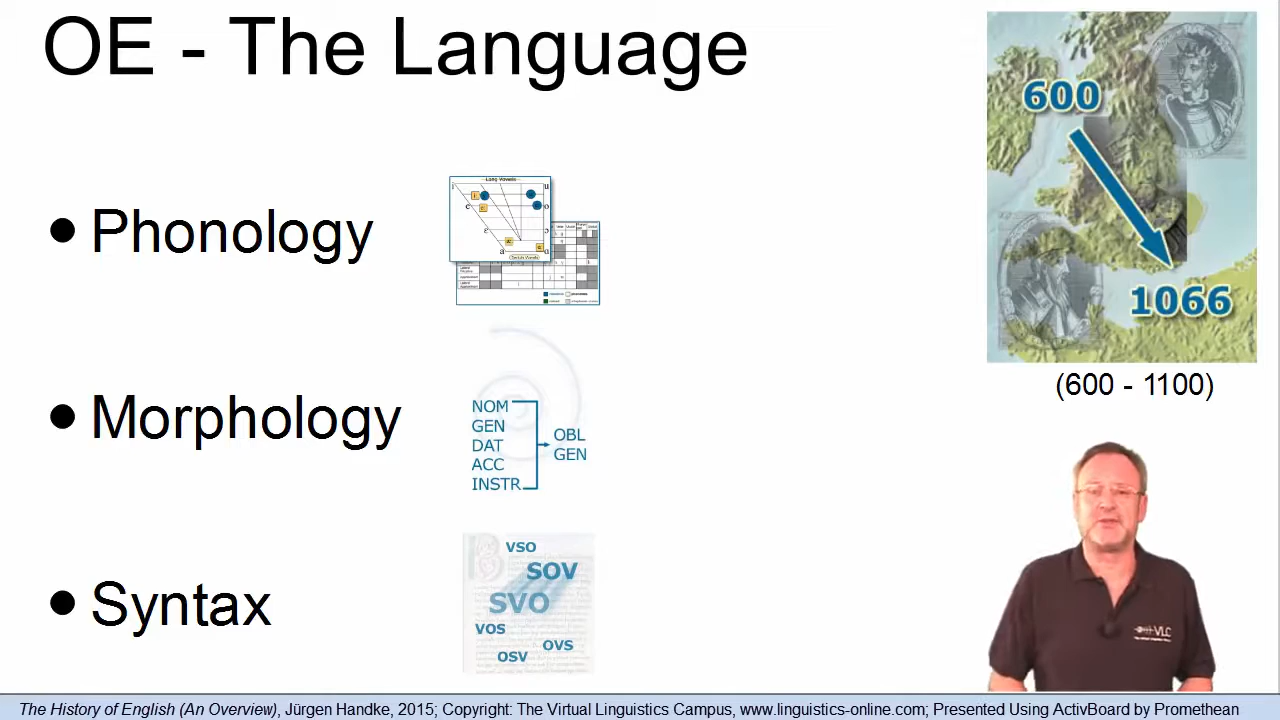 OE - The Language
600
1066
(600 - 1100)
• Phonology
Long Vowels
i
u
e
o
ɛ
ɔ
a
ɑ
• Morphology
NOM
GEN
DAT
ACC
INSTR
OBL
GEN
• Syntax
VSO
SOV
SVO
VOS
OVS
OSV
VLC
The History of English (An Overview), Jürgen Handke, 2015; Copyright: The Virtual Linguistics Campus, www.linguistics-online.com; Presented Using ActivBoard by Promethean